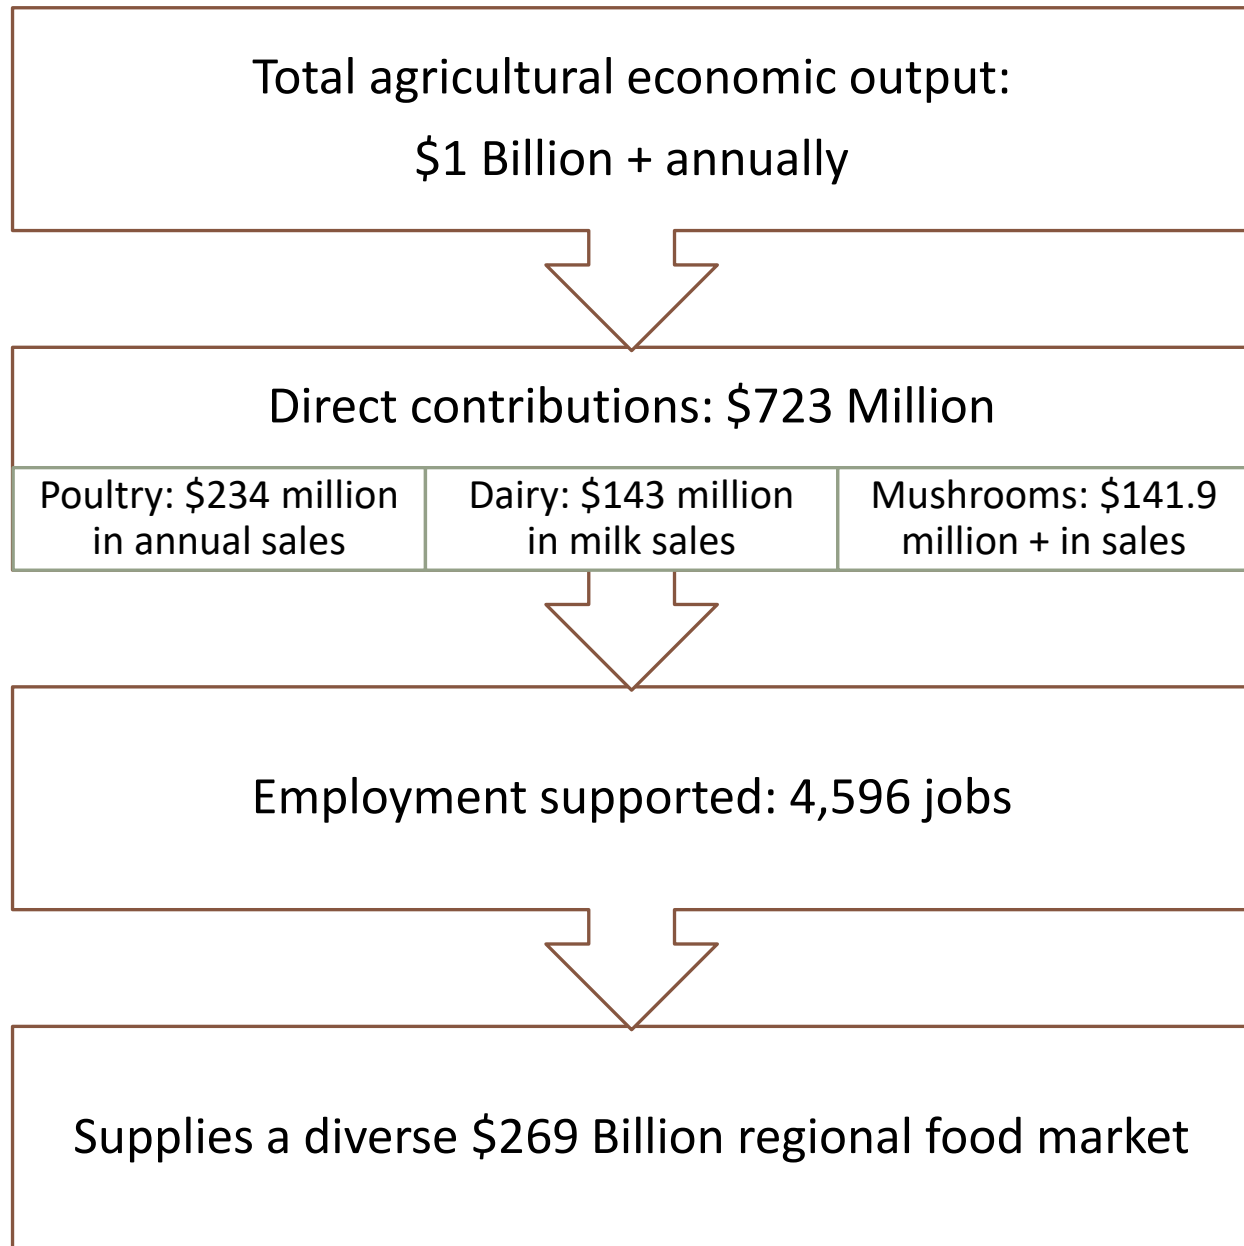 Total agricultural economic output:
$1 Billion + annually
Direct contributions: $723 Million
Poultry: $234 million
in annual sales
Dairy: $143 million
in milk sales
Mushrooms: $141.9
million + in sales
Employment supported: 4,596 jobs
Supplies a diverse $269 Billion regional food market